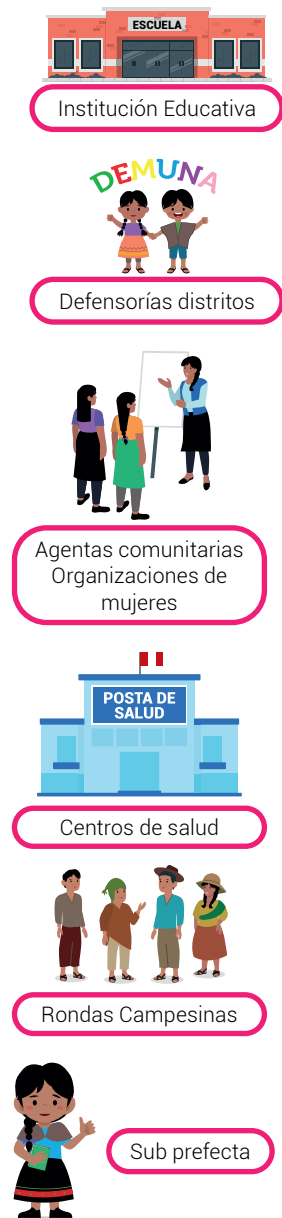 ESCUELA
Institución Educativa
DEMUNA
Defensorías distritos
Agentas comunitarias
Organizaciones de
mujeres
POSTA DE
SALUD
Centros de salud
Rondas Campesinas
Sub prefecta